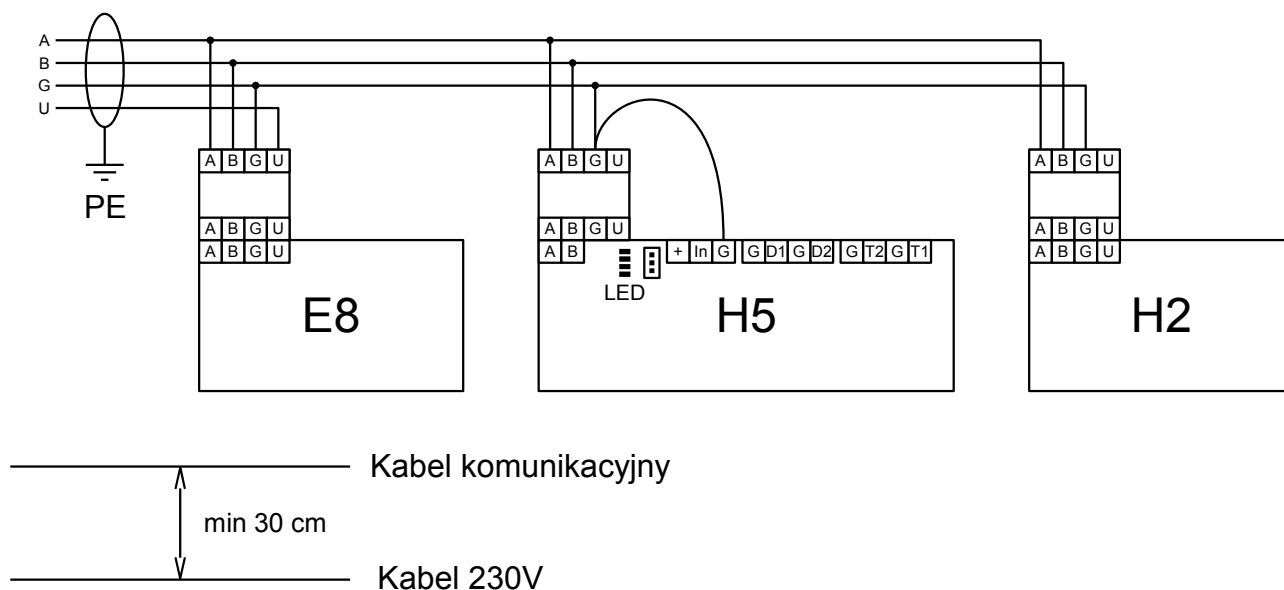 A
B
G
U
PE
A B G U
A B G U
A B G U
A B G U
A B G U
A B G U
A B G U
A B
+ In G G D1 G D2 G T2 G T1
A B G U
LED
E8
H5
H2
Kabel komunikacyjny
min 30 cm
Kabel 230V